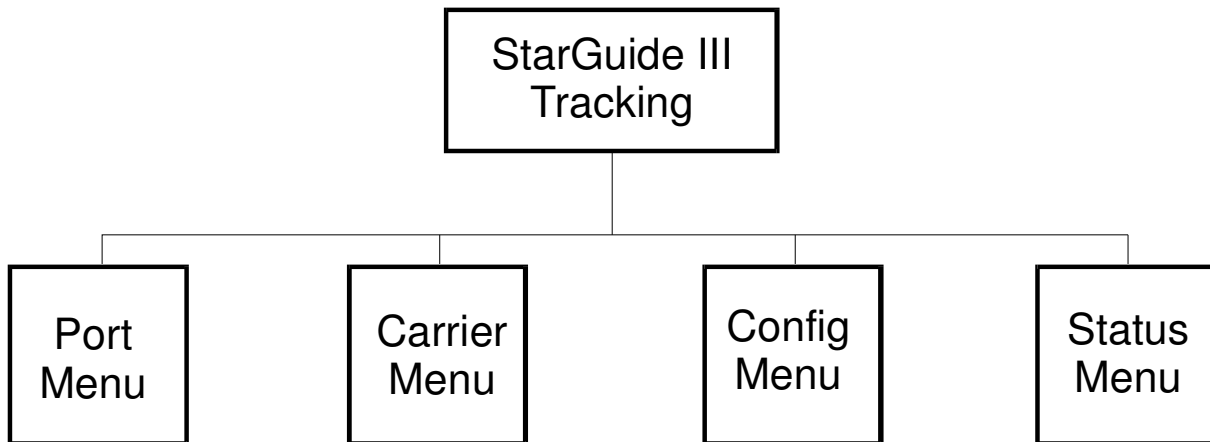 StarGuide III
Tracking
Port
Menu
Carrier
Menu
Config
Menu
Status
Menu